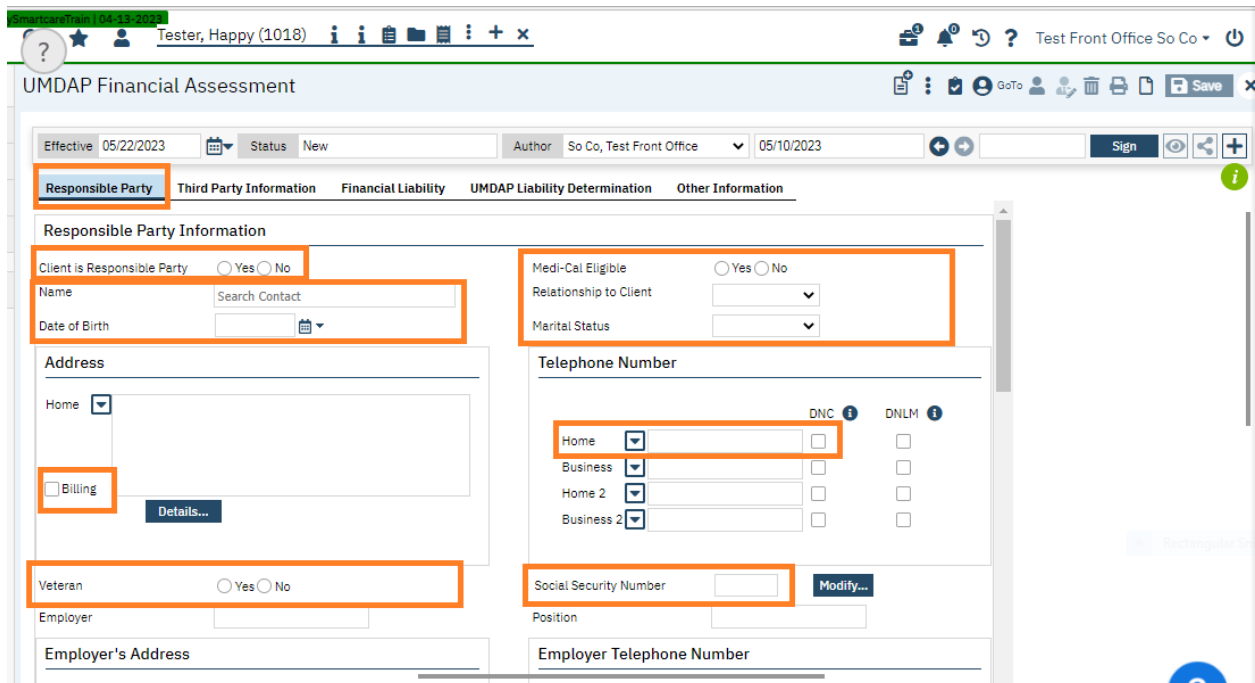 ySmartcareTrain | 04-13-2023
?
Tester, Happy (1018)
1
0
?
Test Front Office So Co
UMDAP Financial Assessment
GoTo
Save
Effective 05/22/2023
Status New
Author So Co, Test Front Office
05/10/2023
Sign
Responsible Party Third Party Information Financial Liability UMDAP Liability Determination Other Information
Responsible Party Information
Client is Responsible Party Yes No
Medi-Cal Eligible Yes No
Name Search Contact
Relationship to Client
Date of Birth
Marital Status
Address
Telephone Number
Home
DNC DNLM
Home
Business
Billing
Home 2
Details...
Business 2
Rectangular
Veteran Yes No
Social Security Number Modify...
Employer
Position
Employer's Address
Employer Telephone Number